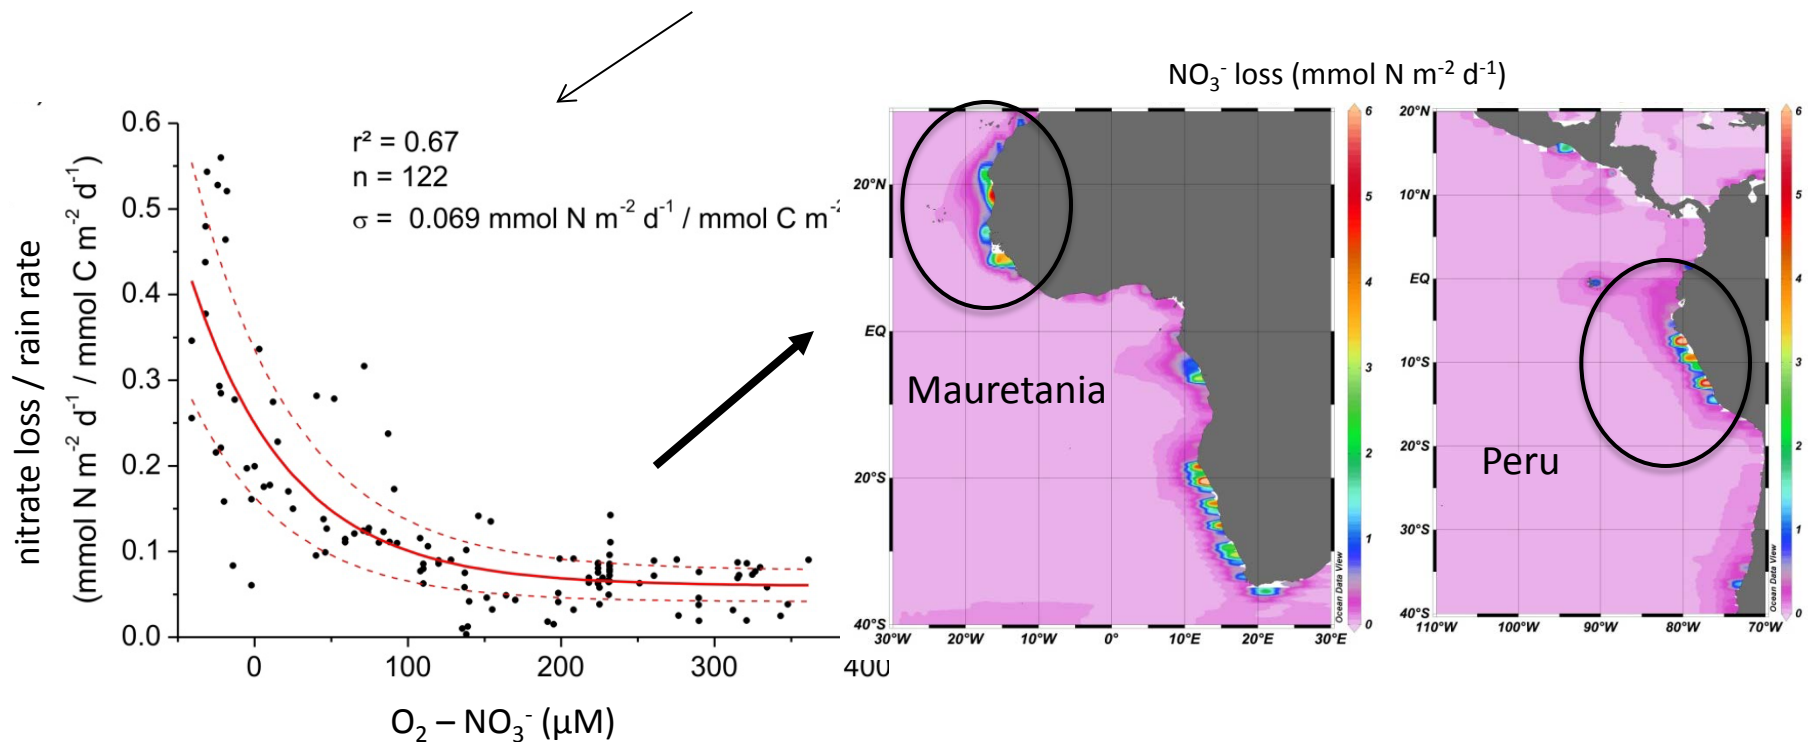 NO₃⁻ loss (mmol N m⁻² d⁻¹)
nitrate loss / rain rate
(mmol N m⁻² d⁻¹ / mmol C m⁻² d⁻¹)
0.6
0.5
0.4
0.3
0.2
0.1
0.0
r² = 0.67
n = 122
σ = 0.069 mmol N m⁻² d⁻¹ / mmol C m⁻²
0
100
200
300
400
O₂ – NO₃⁻ (µM)
20°N
EQ
20°S
40°S
30°W
20°W
10°W
0°
10°E
20°E
30°E
Mauretania
Ocean Data View
6
5
4
3
2
1
0
20°N
10°N
EQ
10°S
20°S
30°S
40°S
110°W
100°W
90°W
80°W
70°W
Peru
Ocean Data View
6
5
4
3
2
1
0